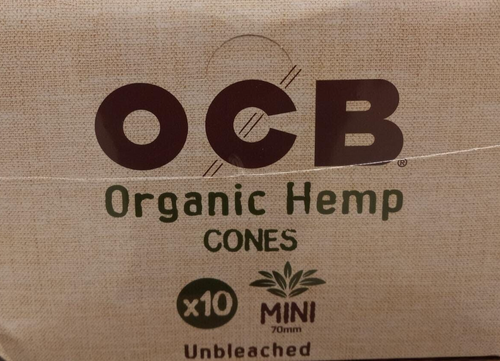 OCB®
Organic Hemp
CONES
x10
MINI
70mm
Unbleached